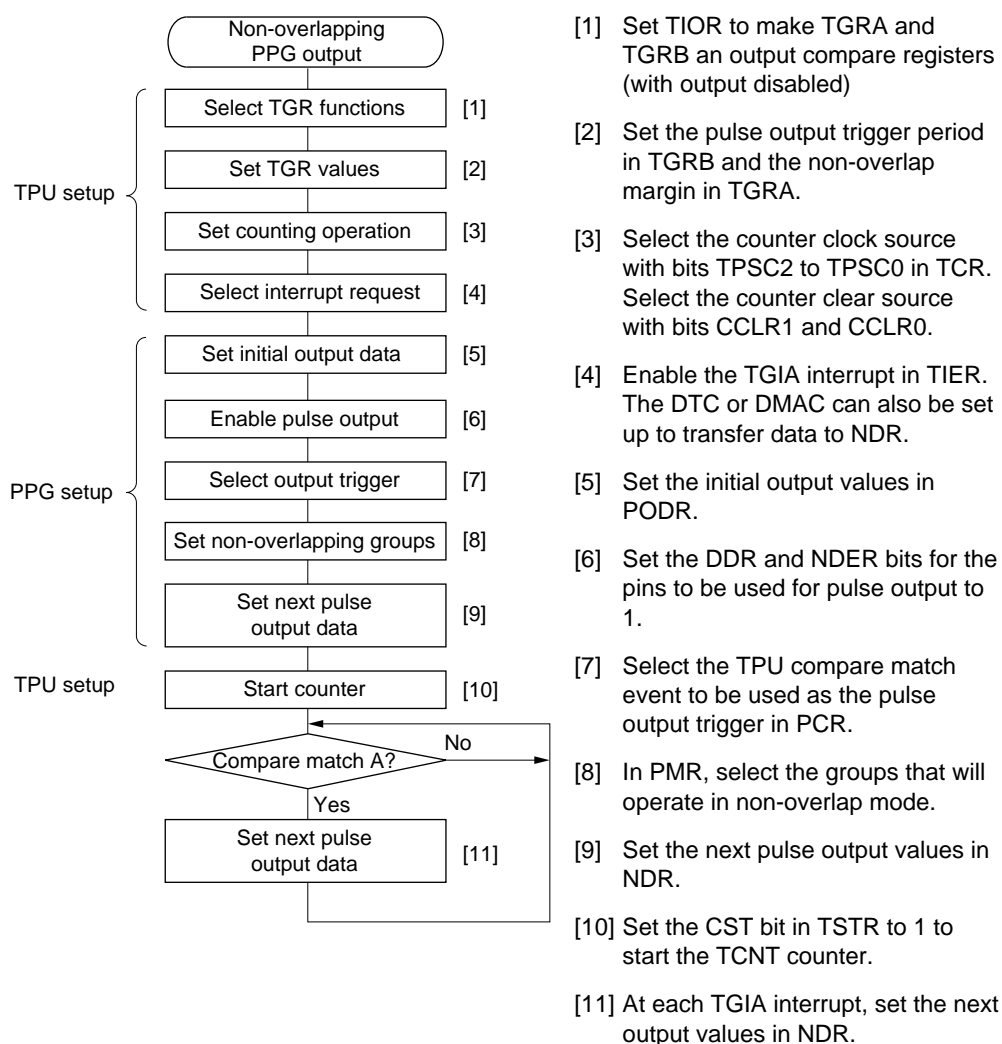 Non-overlapping
PPG output
TPU setup
Select TGR functions [1]
Set TGR values [2]
Set counting operation [3]
Select interrupt request [4]
PPG setup
Set initial output data [5]
Enable pulse output [6]
Select output trigger [7]
Set non-overlapping groups [8]
Set next pulse
output data
[9]
TPU setup
Start counter [10]
Compare match A?
No
Yes
Set next pulse
output data
[11]
[1] Set TIOR to make TGRA and
TGRB an output compare registers
(with output disabled)
[2] Set the pulse output trigger period
in TGRB and the non-overlap
margin in TGRA.
[3] Select the counter clock source
with bits TPSC2 to TPSC0 in TCR.
Select the counter clear source
with bits CCLR1 and CCLR0.
[4] Enable the TGIA interrupt in TIER.
The DTC or DMAC can also be set
up to transfer data to NDR.
[5] Set the initial output values in
PODR.
[6] Set the DDR and NDER bits for the
pins to be used for pulse output to
1.
[7] Select the TPU compare match
event to be used as the pulse
output trigger in PCR.
[8] In PMR, select the groups that will
operate in non-overlap mode.
[9] Set the next pulse output values in
NDR.
[10] Set the CST bit in TSTR to 1 to
start the TCNT counter.
[11] At each TGIA interrupt, set the next
output values in NDR.